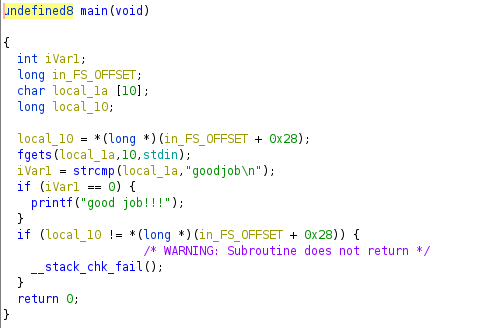 undefined8 main(void)
{
int iVar1;
long in_FS_OFFSET;
char local_1a [10];
long local_10;
local_10 = *(long *)(in_FS_OFFSET + 0x28);
fgets(local_1a,10,stdin);
iVar1 = strcmp(local_1a,"goodjob\n");
if (iVar1 == 0) {
printf("good job!!!");
}
if (local_10 != *(long *)(in_FS_OFFSET + 0x28)) {
/* WARNING: Subroutine does not return */
__stack_chk_fail();
}
return 0;
}